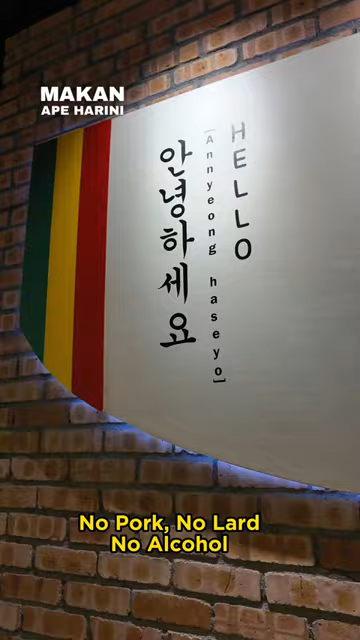 MAKAN
APE HARINI
안녕하세요
[Annyeong haseyo]
HELLO
No Pork, No Lard
No Alcohol